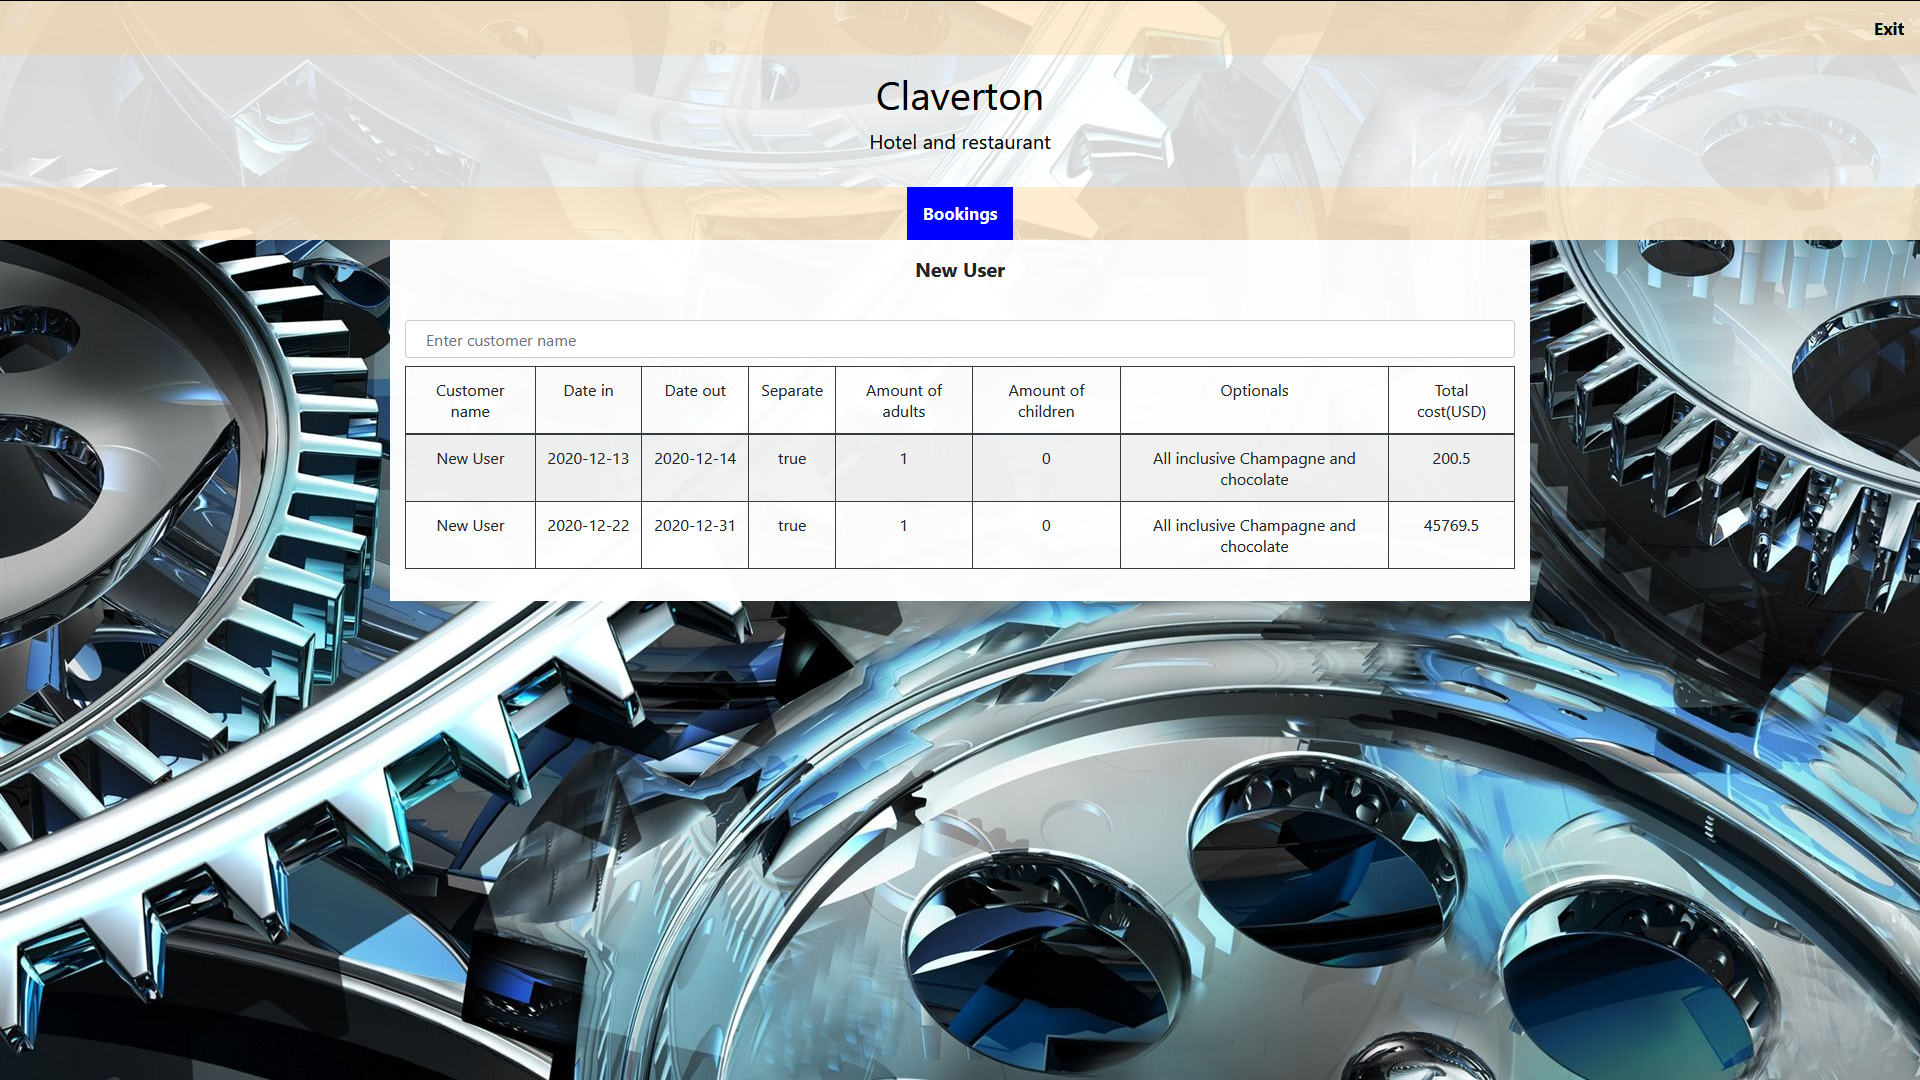 Exit
Claverton
Hotel and restaurant
Bookings
New User
Enter customer name
Customer name Date in Date out Separate Amount of adults Amount of children Optionals Total cost(USD)
New User 2020-12-13 2020-12-14 true 1 0 All inclusive Champagne and chocolate 200.5
New User 2020-12-22 2020-12-31 true 1 0 All inclusive Champagne and chocolate 45769.5